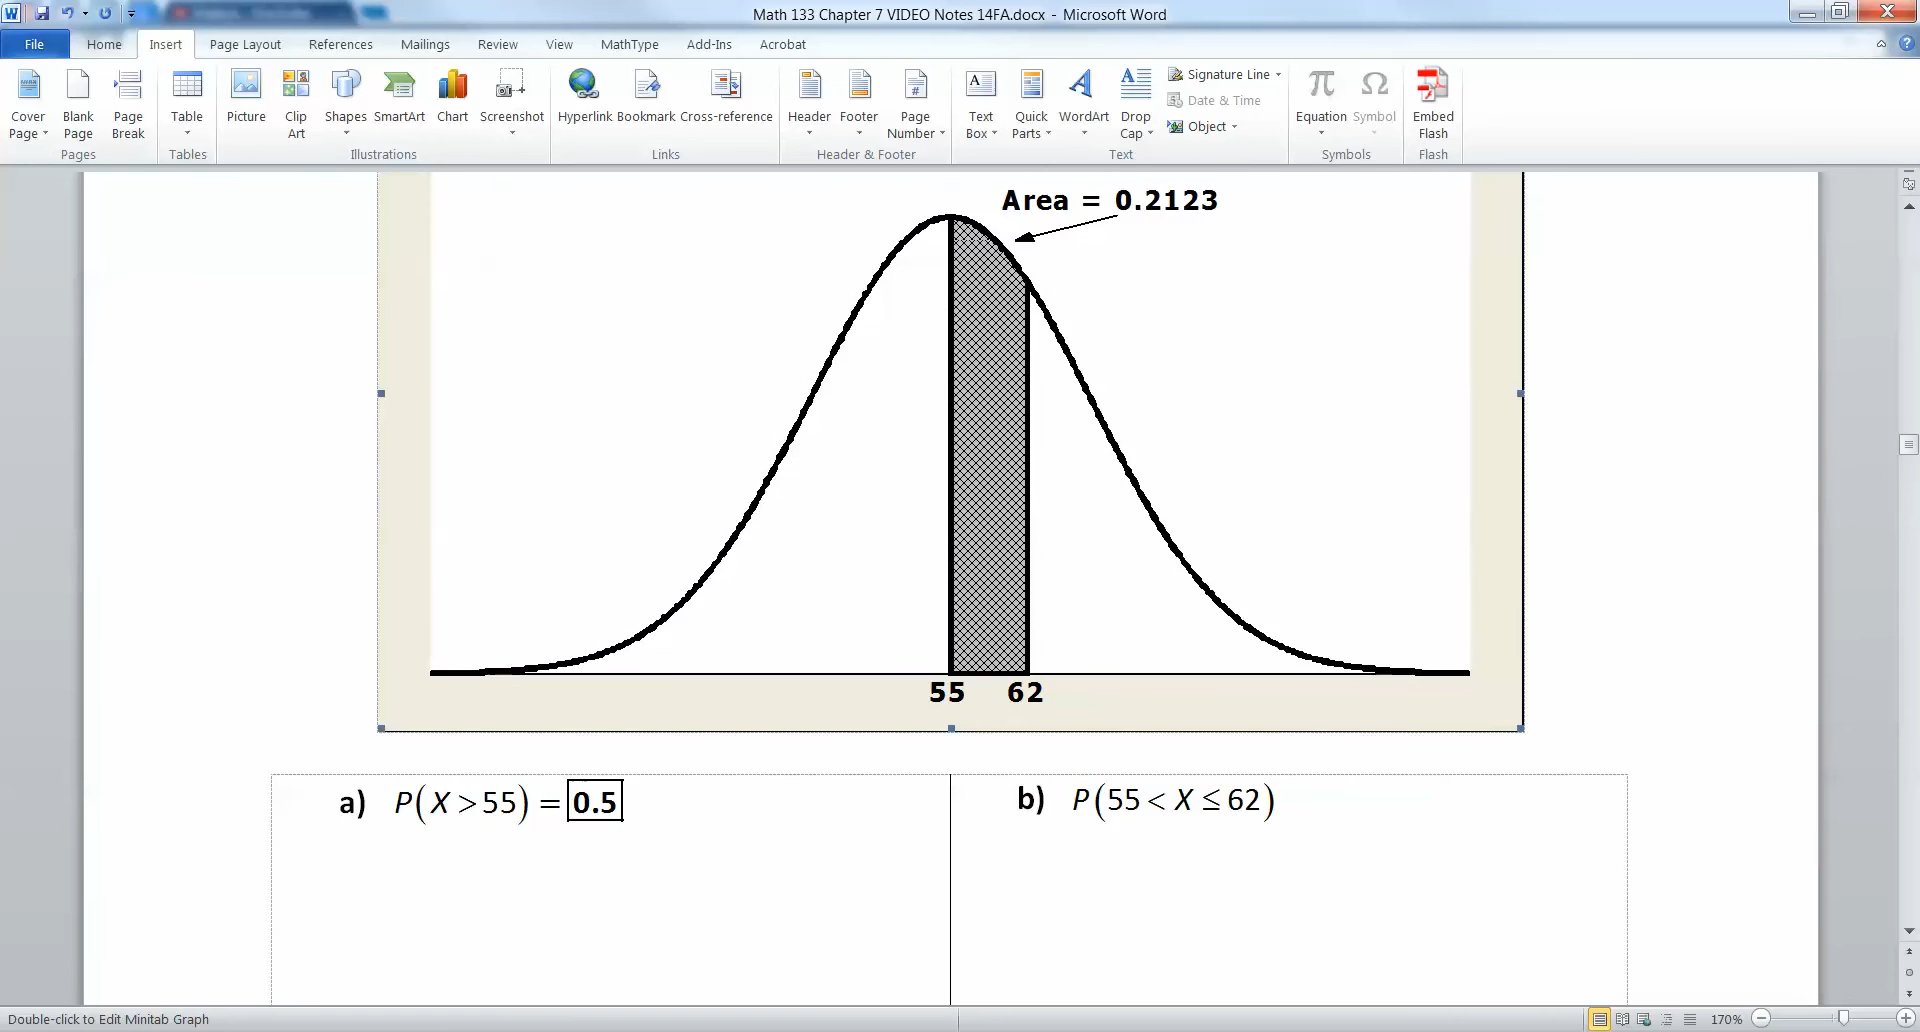 Math 133 Chapter 7 VIDEO Notes 14FA.docx - Microsoft Word
File Home Insert Page Layout References Mailings Review View MathType Add-Ins Acrobat
Cover Page
Blank Page
Page Break
Table
Picture
Clip Art
Shapes
SmartArt
Chart
Screenshot
Hyperlink
Bookmark
Cross-reference
Header
Footer
Page Number
Text Box
Quick Parts
WordArt
Drop Cap
Signature Line
Date & Time
Object
Equation
Symbol
Embed Flash
Pages Tables Illustrations Links Header & Footer Text Symbols Flash
Area = 0.2123
55 62
a) P(X > 55) = 0.5
b) P(55 < X ≤ 62)
Double-click to Edit Minitab Graph
170%